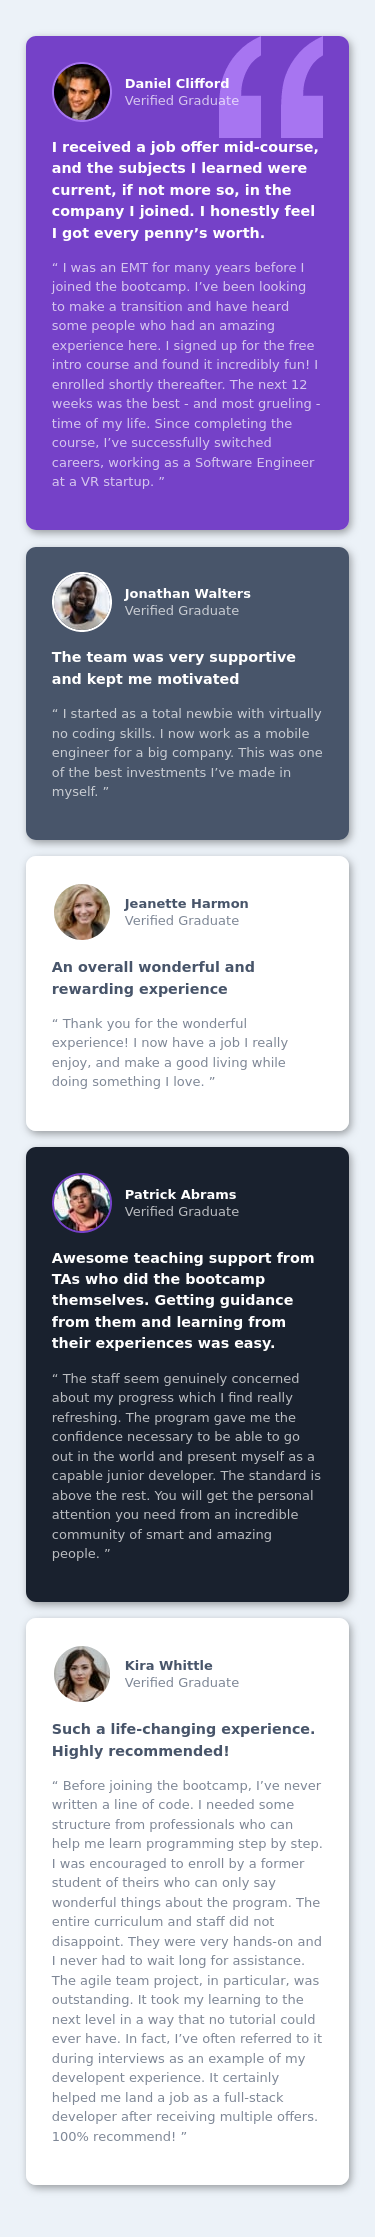 Daniel Clifford
Verified Graduate
I received a job offer mid-course,
and the subjects I learned were
current, if not more so, in the
company I joined. I honestly feel
I got every penny’s worth.
“ I was an EMT for many years before I
joined the bootcamp. I’ve been looking
to make a transition and have heard
some people who had an amazing
experience here. I signed up for the free
intro course and found it incredibly fun! I
enrolled shortly thereafter. The next 12
weeks was the best - and most grueling -
time of my life. Since completing the
course, I’ve successfully switched
careers, working as a Software Engineer
at a VR startup. ”
Jonathan Walters
Verified Graduate
The team was very supportive
and kept me motivated
“ I started as a total newbie with virtually
no coding skills. I now work as a mobile
engineer for a big company. This was one
of the best investments I’ve made in
myself. ”
Jeanette Harmon
Verified Graduate
An overall wonderful and
rewarding experience
“ Thank you for the wonderful
experience! I now have a job I really
enjoy, and make a good living while
doing something I love. ”
Patrick Abrams
Verified Graduate
Awesome teaching support from
TAs who did the bootcamp
themselves. Getting guidance
from them and learning from
their experiences was easy.
“ The staff seem genuinely concerned
about my progress which I find really
refreshing. The program gave me the
confidence necessary to be able to go
out in the world and present myself as a
capable junior developer. The standard is
above the rest. You will get the personal
attention you need from an incredible
community of smart and amazing
people. ”
Kira Whittle
Verified Graduate
Such a life-changing experience.
Highly recommended!
“ Before joining the bootcamp, I’ve never
written a line of code. I needed some
structure from professionals who can
help me learn programming step by step.
I was encouraged to enroll by a former
student of theirs who can only say
wonderful things about the program. The
entire curriculum and staff did not
disappoint. They were very hands-on and
I never had to wait long for assistance.
The agile team project, in particular, was
outstanding. It took my learning to the
next level in a way that no tutorial could
ever have. In fact, I’ve often referred to it
during interviews as an example of my
developent experience. It certainly
helped me land a job as a full-stack
developer after receiving multiple offers.
100% recommend! ”